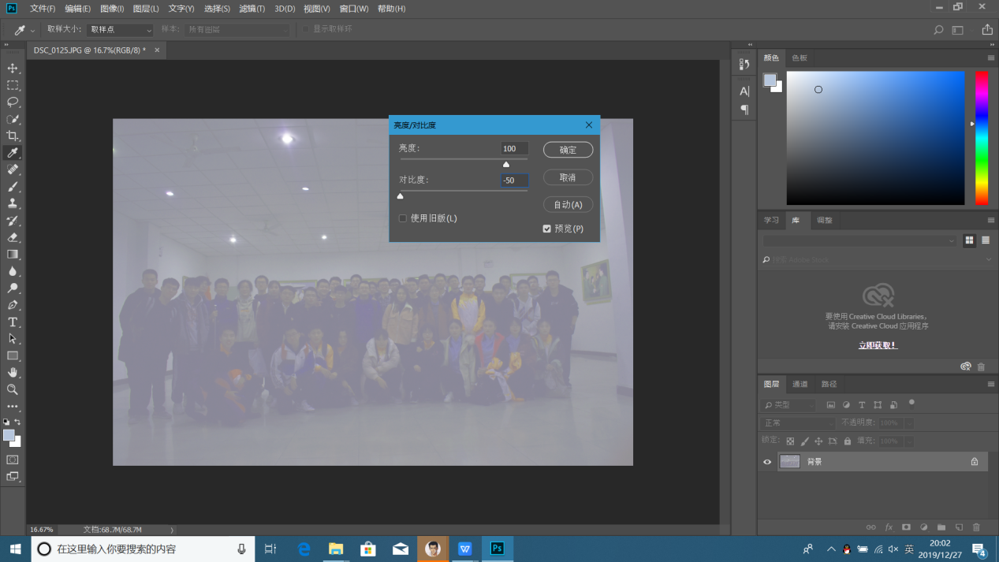 Ps 文件(F) 编辑(E) 图像(I) 图层(L) 文字(Y) 选择(S) 滤镜(T) 3D(D) 视图(V) 窗口(W) 帮助(H)
取样大小: 取样点 样本: 所有图层 显示取样环
DSC_0125.JPG @ 16.7%(RGB/8) *
颜色 色板
亮度/对比度
亮度: 100 确定
对比度: -50 取消
自动(A)
使用旧版(L)
预览(P)
学习 库 调整
搜索 Adobe Stock
要使用 Creative Cloud Libraries，
请安装 Creative Cloud 应用程序
立即获取!
图层 通道 路径
类型
正常 不透明度: 100%
锁定: 填充: 100%
背景
fx
16.67% 文档:68.7M/68.7M
在这里输入你要搜索的内容
W Ps
英
20:02
2019/12/27
4